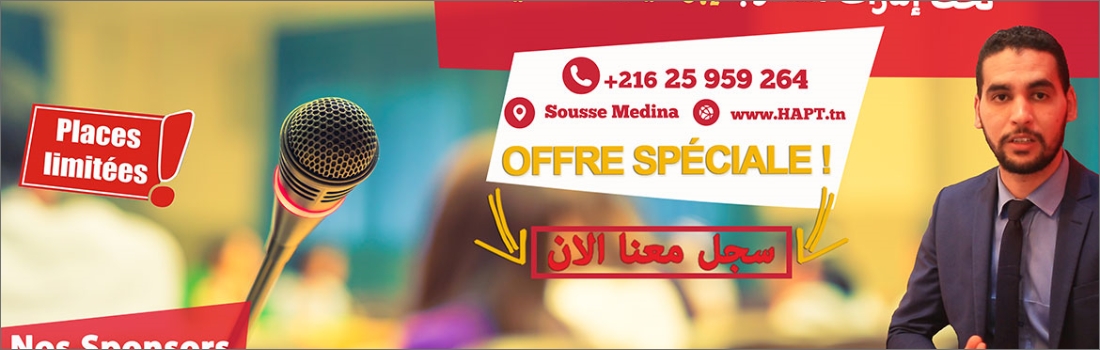 +216 25 959 264
Sousse Medina www.HAPT.tn
OFFRE SPÉCIALE !
سجل معنا الان
Places
limitées
Nos Sponsors